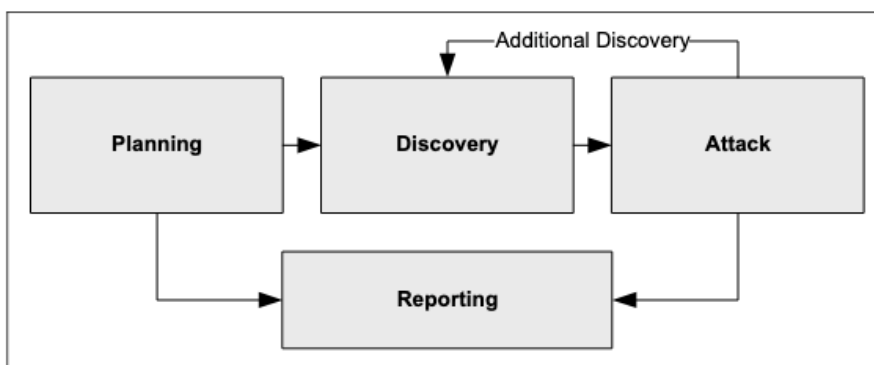 Additional Discovery
Planning
Discovery
Attack
Reporting